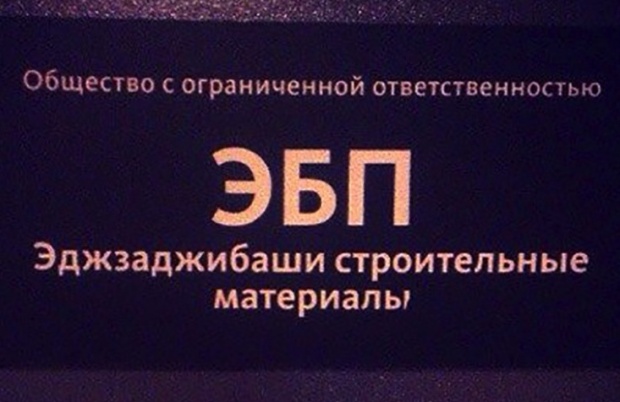 Общество с ограниченной ответственностью
ЭБП
Эджзаджибаши строительные
материалы